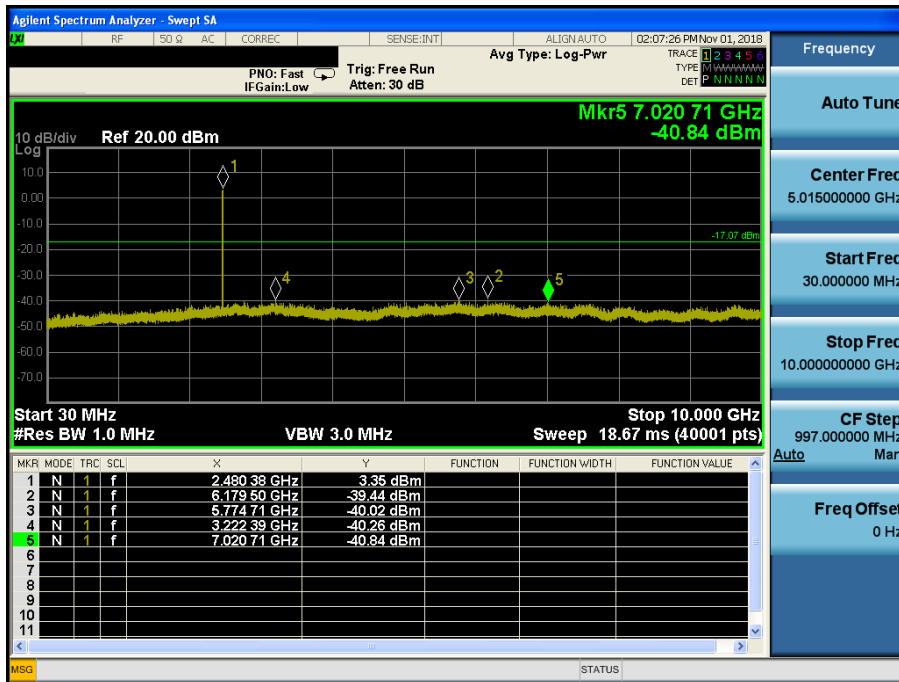 Agilent Spectrum Analyzer - Swept SA
LXI RF 50 Ω AC CORREC SENSE:INT ALIGN AUTO 02:07:26 PM Nov 01, 2018
PNO: Fast
IFGain:Low
Trig: Free Run
Atten: 30 dB
Avg Type: Log-Pwr
TRACE 1 2 3 4 5 6
TYPE M WWWWW
DET P N N N N N
Mkr5 7.020 71 GHz
-40.84 dBm
10 dB/div Ref 20.00 dBm
Log
10.0
0.00
-10.0
-20.0
-30.0
-40.0
-50.0
-60.0
-70.0
1
-17.07 dBm
4
3
2
5
Start 30 MHz
Stop 10.000 GHz
#Res BW 1.0 MHz
VBW 3.0 MHz
Sweep 18.67 ms (40001 pts)
MKR MODE TRC SCL X Y FUNCTION FUNCTION WIDTH FUNCTION VALUE
1 N 1 f 2.480 38 GHz 3.35 dBm
2 N 1 f 6.179 50 GHz -39.44 dBm
3 N 1 f 5.774 71 GHz -40.02 dBm
4 N 1 f 3.222 39 GHz -40.26 dBm
5 N 1 f 7.020 71 GHz -40.84 dBm
6
7
8
9
10
11
MSG
STATUS
Frequency
Auto Tune
Center Freq
5.015000000 GHz
Start Freq
30.000000 MHz
Stop Freq
10.000000000 GHz
CF Step
997.000000 MHz
Auto Man
Freq Offset
0 Hz